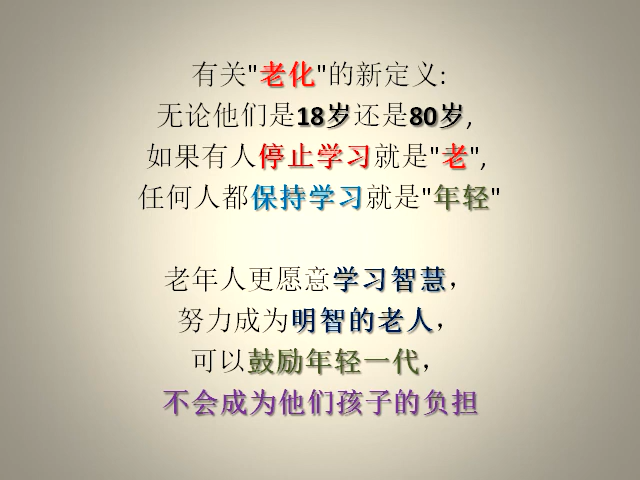 有关"老化"的新定义:
无论他们是18岁还是80岁,
如果有人停止学习就是"老",
任何人都保持学习就是"年轻"
老年人更愿意学习智慧，
努力成为明智的老人，
可以鼓励年轻一代，
不会成为他们孩子的负担